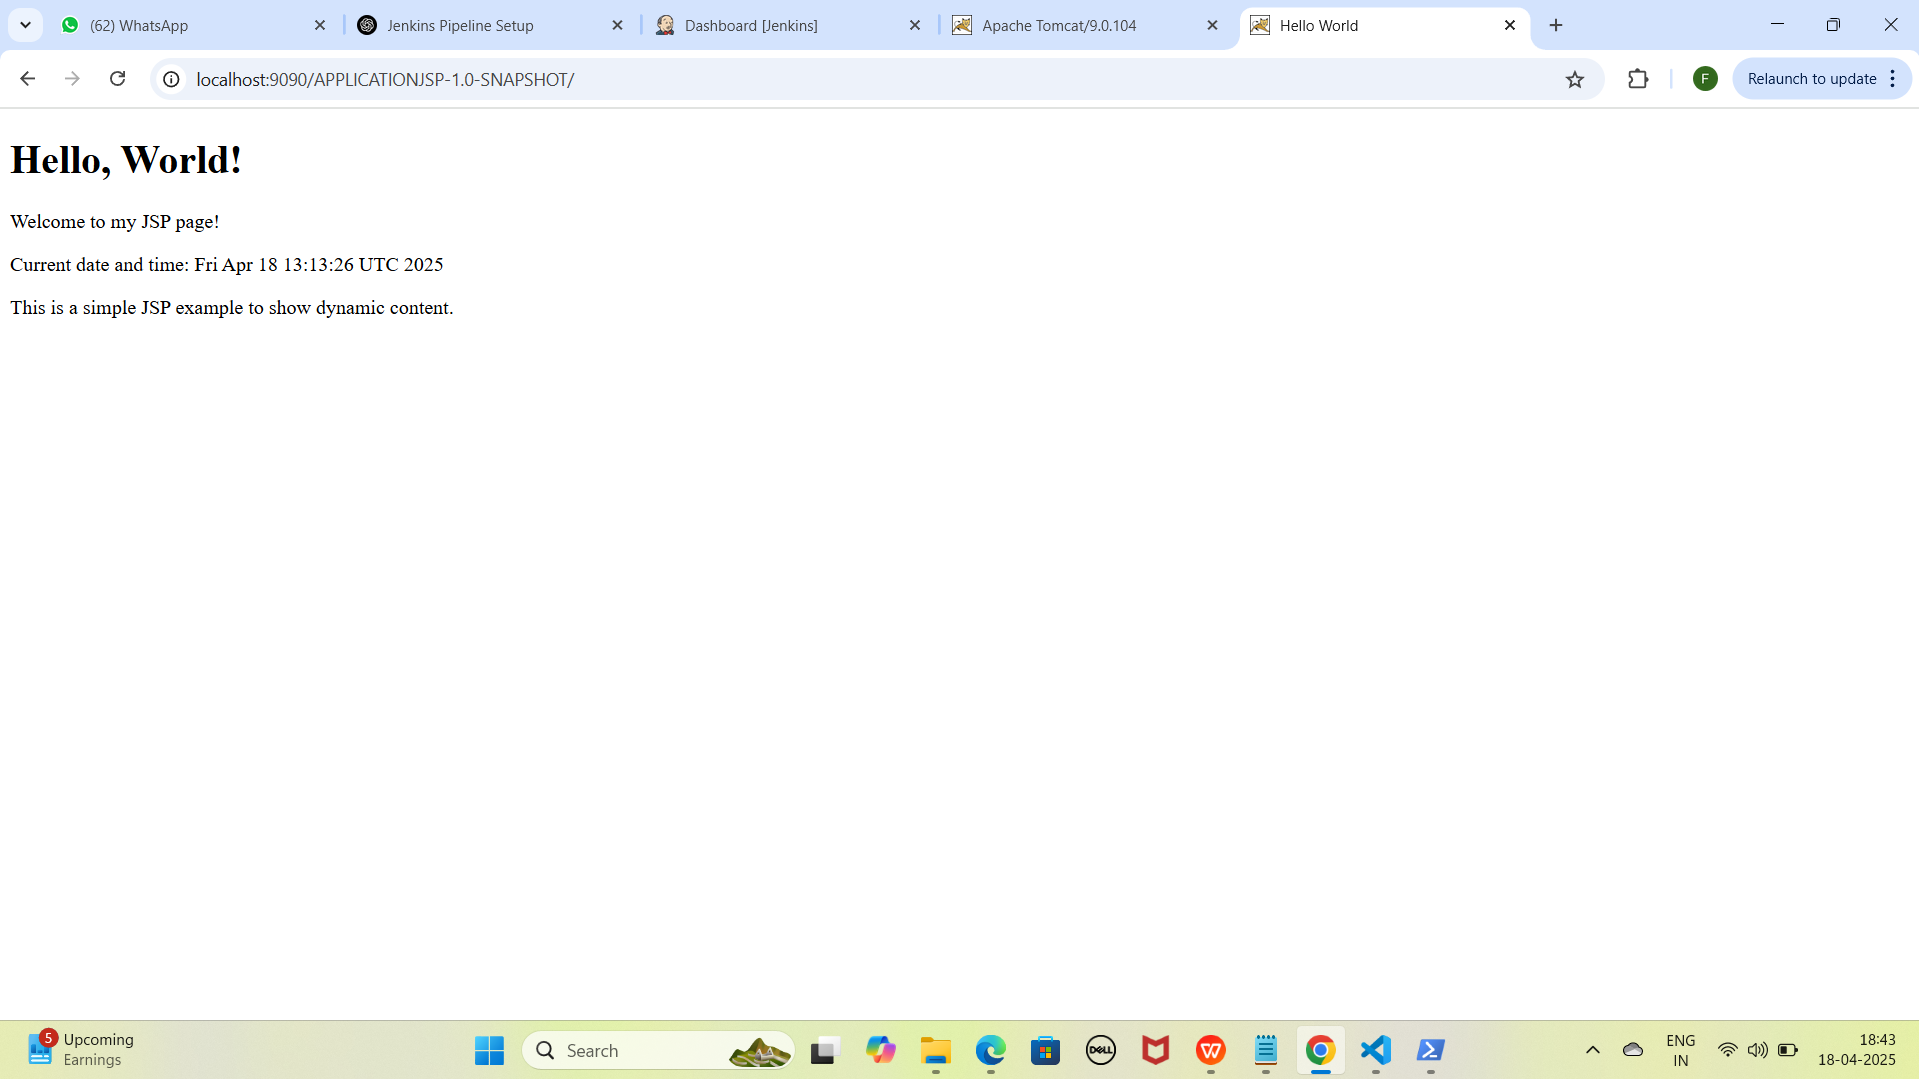 (62) WhatsApp
Jenkins Pipeline Setup
Dashboard [Jenkins]
Apache Tomcat/9.0.104
Hello World
localhost:9090/APPLICATIONJSP-1.0-SNAPSHOT/
F
Relaunch to update
Hello, World!
Welcome to my JSP page!
Current date and time: Fri Apr 18 13:13:26 UTC 2025
This is a simple JSP example to show dynamic content.
5
Upcoming
Earnings
Search
DELL
W
ENG
IN
18:43
18-04-2025